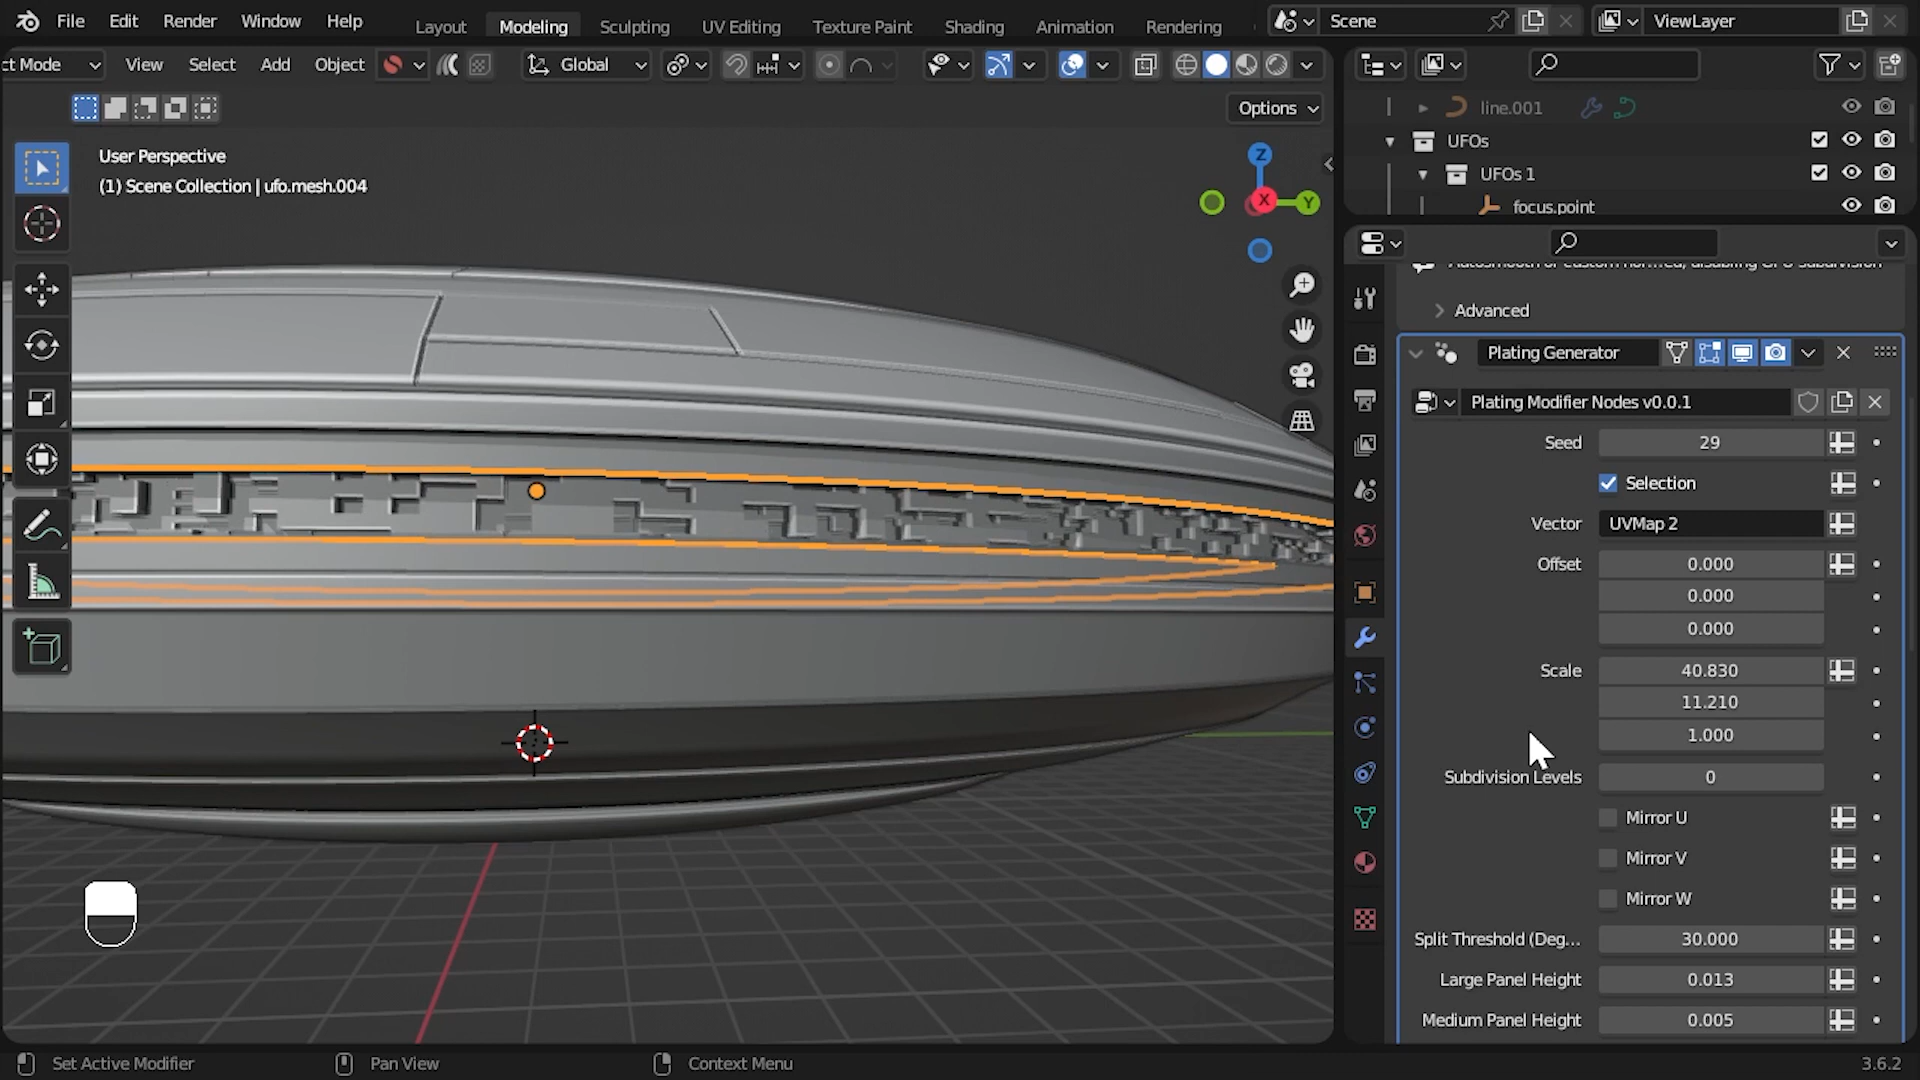 File Edit Render Window Help
Layout Modeling Sculpting UV Editing Texture Paint Shading Animation Rendering
Scene
ViewLayer
ct Mode View Select Add Object Global
Options
User Perspective
(1) Scene Collection | ufo.mesh.004
Z
X
Y
line.001
UFOs
UFOs 1
focus.point
Advanced
Plating Generator
Plating Modifier Nodes v0.0.1
Seed 29
Selection
Vector UVMap 2
Offset 0.000
0.000
0.000
Scale 40.830
11.210
1.000
Subdivision Levels 0
Mirror U
Mirror V
Mirror W
Split Threshold (Deg... 30.000
Large Panel Height 0.013
Medium Panel Height 0.005
Set Active Modifier Pan View Context Menu 3.6.2